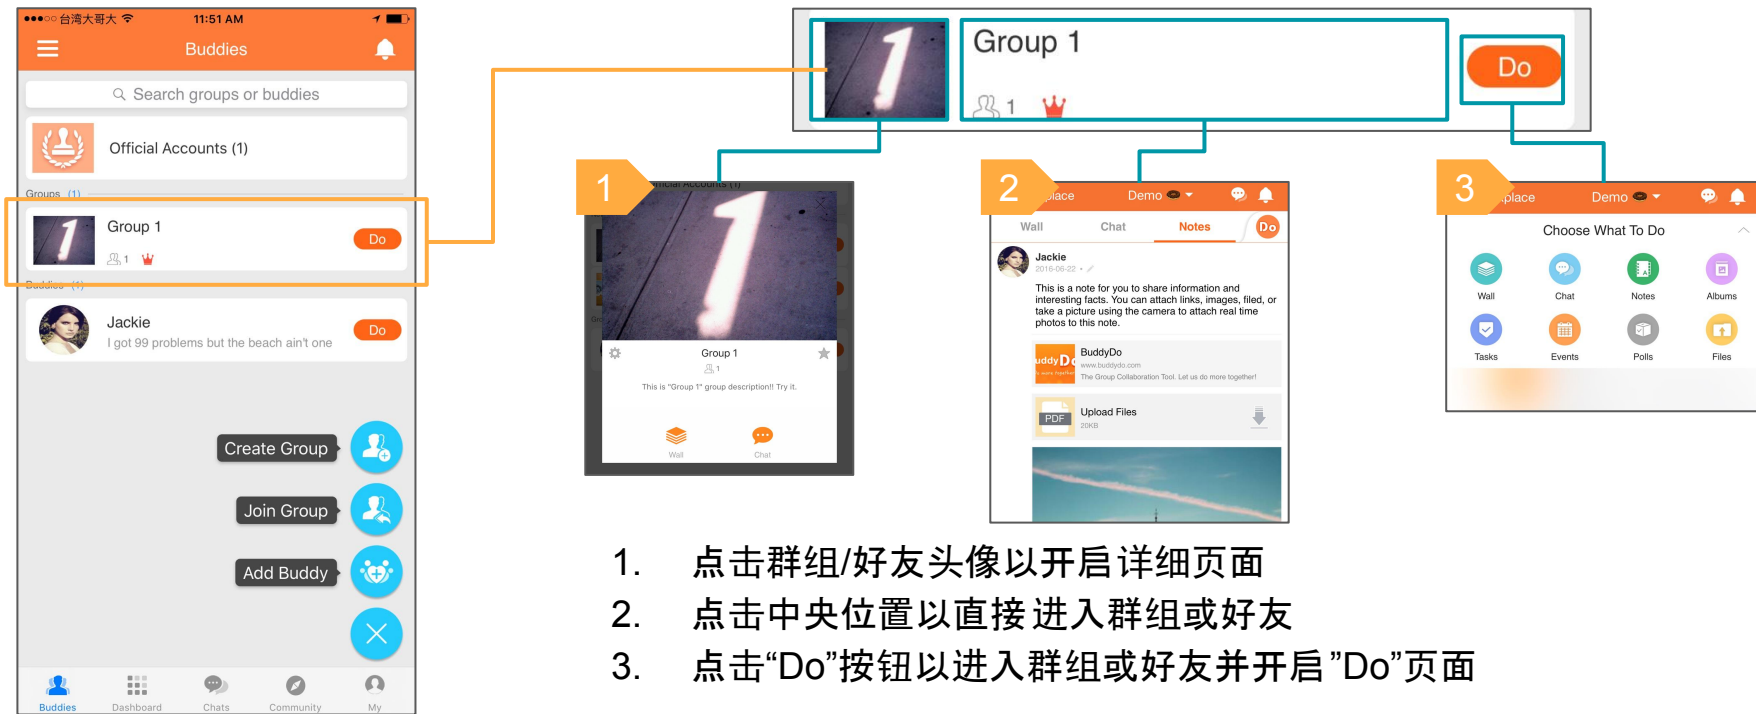 台湾大哥大
11:51 AM
Buddies
Search groups or buddies
Official Accounts (1)
Groups (1)
Group 1
1
Do
Buddies (1)
Jackie
I got 99 problems but the beach ain't one
Do
Create Group
Join Group
Add Buddy
Buddies
Dashboard
Chats
Community
My
Group 1
1
Do
1
Official Accounts (1)
Group 1
1
This is "Group 1" group description!! Try it.
Wall
Chat
2
place
Demo
Wall
Chat
Notes
Do
Jackie
2016-06-22
This is a note for you to share information and
interesting facts. You can attach links, images, filed, or
take a picture using the camera to attach real time
photos to this note.
BuddyDo
www.buddydo.com
The Group Collaboration Tool. Let us do more together!
PDF
Upload Files
20KB
3
place
Demo
Choose What To Do
Wall
Chat
Notes
Albums
Tasks
Events
Polls
Files
1. 点击群组/好友头像以开启详细页面
2. 点击中央位置以直接进入群组或好友
3. 点击“Do”按钮以进入群组或好友并开启”Do”页面